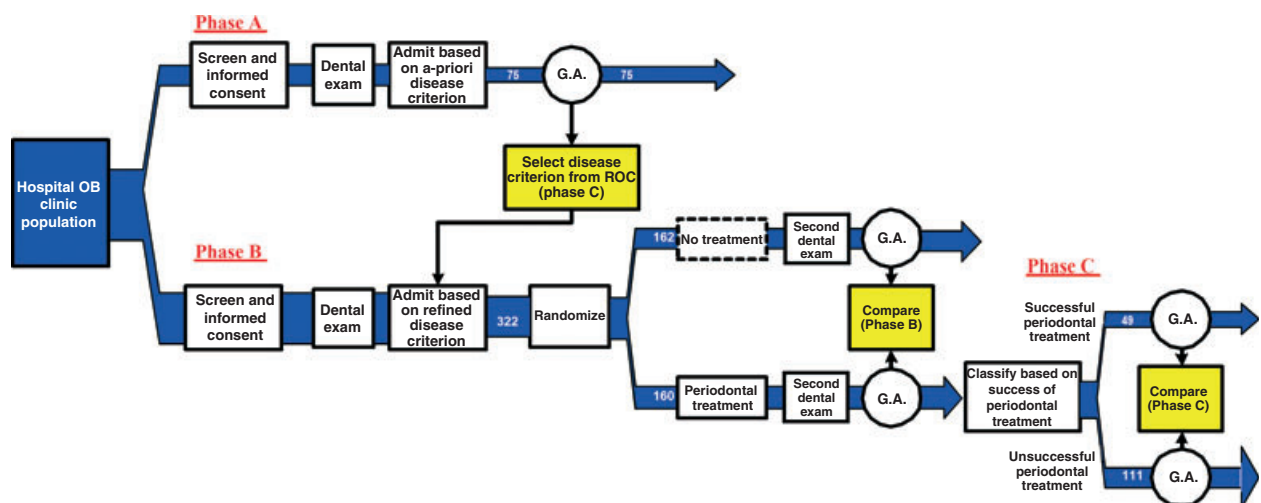 Phase A
Screen and
informed
consent
Dental
exam
Admit based
on a-priori
disease
criterion
75
G.A.
75
Hospital OB
clinic
population
Select disease
criterion from ROC
(phase C)
Phase B
Screen and
informed
consent
Dental
exam
Admit based
on refined
disease
criterion
322
Randomize
162
No treatment
Second
dental
exam
G.A.
Compare
(Phase B)
160
Periodontal
treatment
Second
dental
exam
G.A.
Classify based on
success of
periodontal
treatment
Phase C
Successful
periodontal
treatment
49
G.A.
Compare
(Phase C)
Unsuccessful
periodontal
treatment
111
G.A.